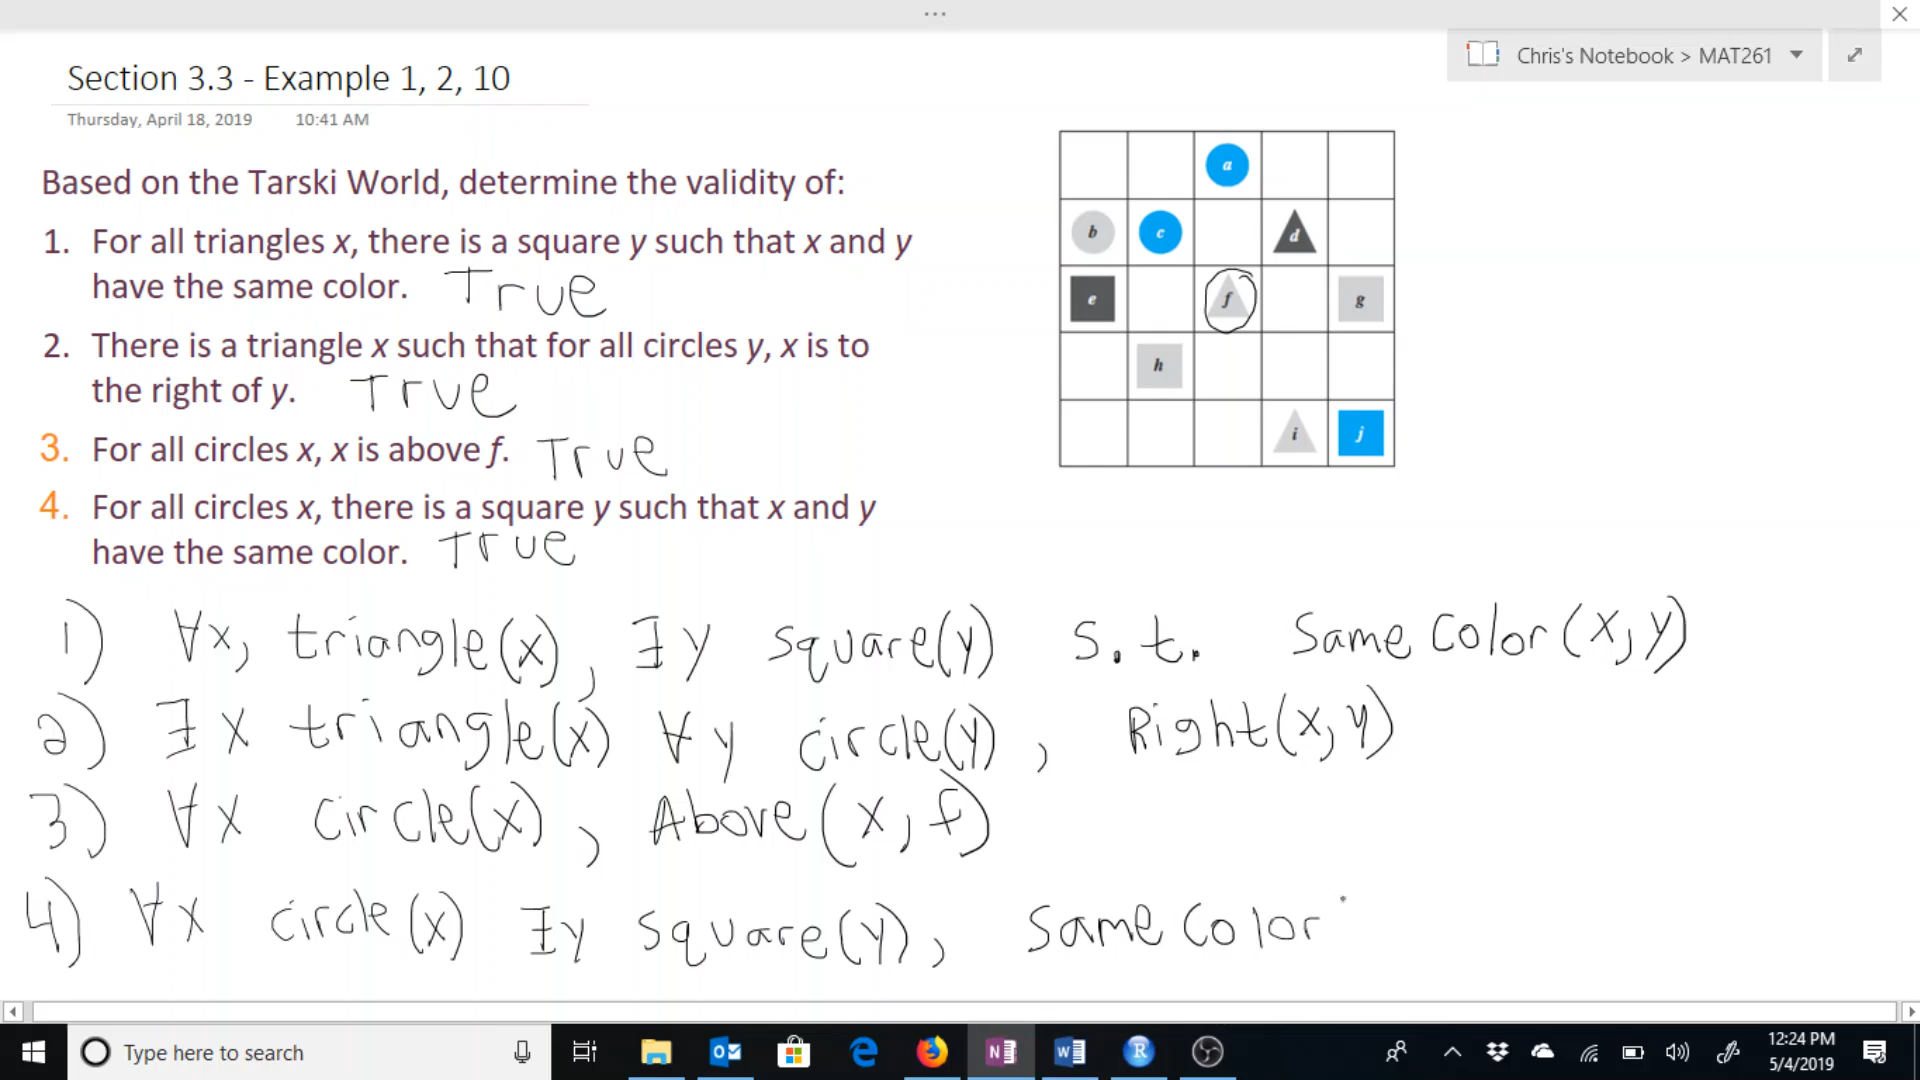 Chris's Notebook > MAT261
Section 3.3 - Example 1, 2, 10
Thursday, April 18, 2019 10:41 AM
Based on the Tarski World, determine the validity of:
1. For all triangles x, there is a square y such that x and y
have the same color. True
2. There is a triangle x such that for all circles y, x is to
the right of y. True
3. For all circles x, x is above f. True
4. For all circles x, there is a square y such that x and y
have the same color. True
a
b c d
e f g
h
i j
1) ∀x, triangle(x), ∃y square(y) s.t. Same Color(x,y)
2) ∃x triangle(x) ∀y circle(y), Right(x,y)
3) ∀x circle(x), Above(x,f)
4) ∀x circle(x) ∃y square(y), Same Color
Type here to search
12:24 PM
5/4/2019